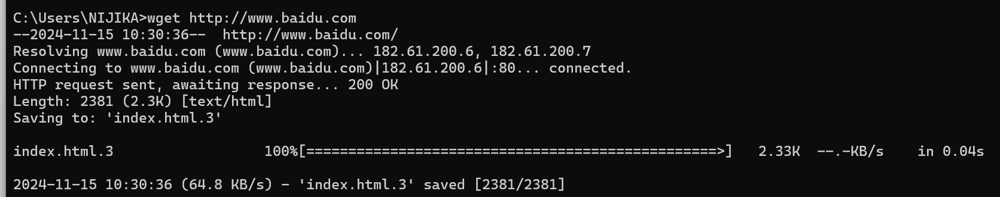 C:\Users\NIJIKA>wget http://www.baidu.com
--2024-11-15 10:30:36--  http://www.baidu.com/
Resolving www.baidu.com (www.baidu.com)... 182.61.200.6, 182.61.200.7
Connecting to www.baidu.com (www.baidu.com)|182.61.200.6|:80... connected.
HTTP request sent, awaiting response... 200 OK
Length: 2381 (2.3K) [text/html]
Saving to: 'index.html.3'
index.html.3                  100%[=================================================>]   2.33K  --.-KB/s    in 0.04s
2024-11-15 10:30:36 (64.8 KB/s) - 'index.html.3' saved [2381/2381]